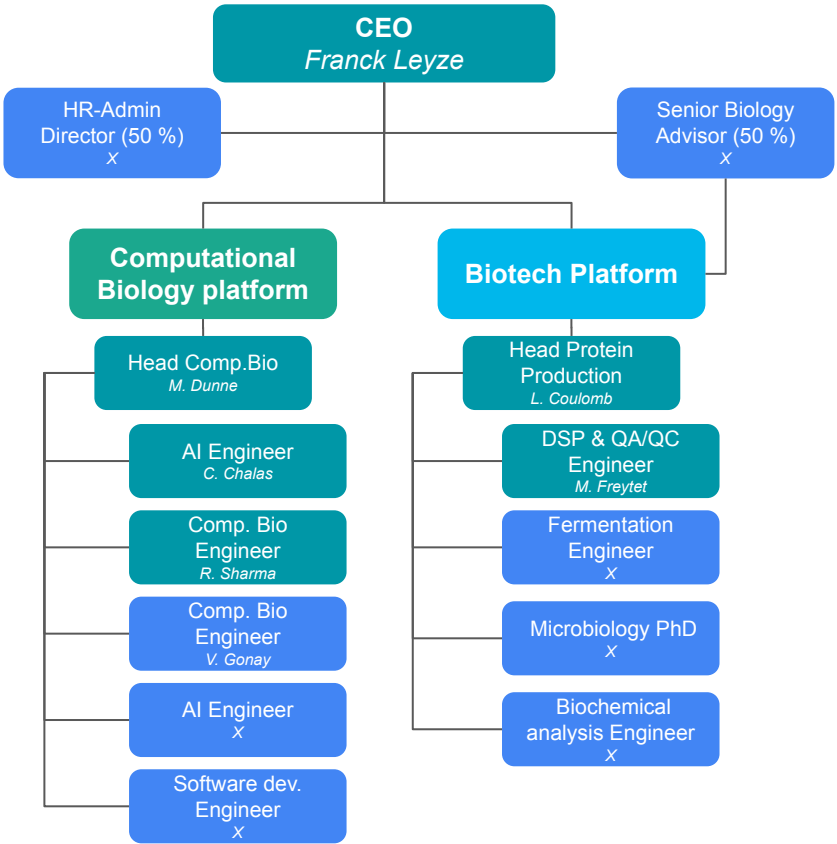 CEO
Franck Leyze
HR-Admin
Director (50 %)
X
Senior Biology
Advisor (50 %)
X
Computational
Biology platform
Biotech Platform
Head Comp.Bio
M. Dunne
AI Engineer
C. Chalas
Comp. Bio
Engineer
R. Sharma
Comp. Bio
Engineer
V. Gonay
AI Engineer
X
Software dev.
Engineer
X
Head Protein
Production
L. Coulomb
DSP & QA/QC
Engineer
M. Freytet
Fermentation
Engineer
X
Microbiology PhD
X
Biochemical
analysis Engineer
X